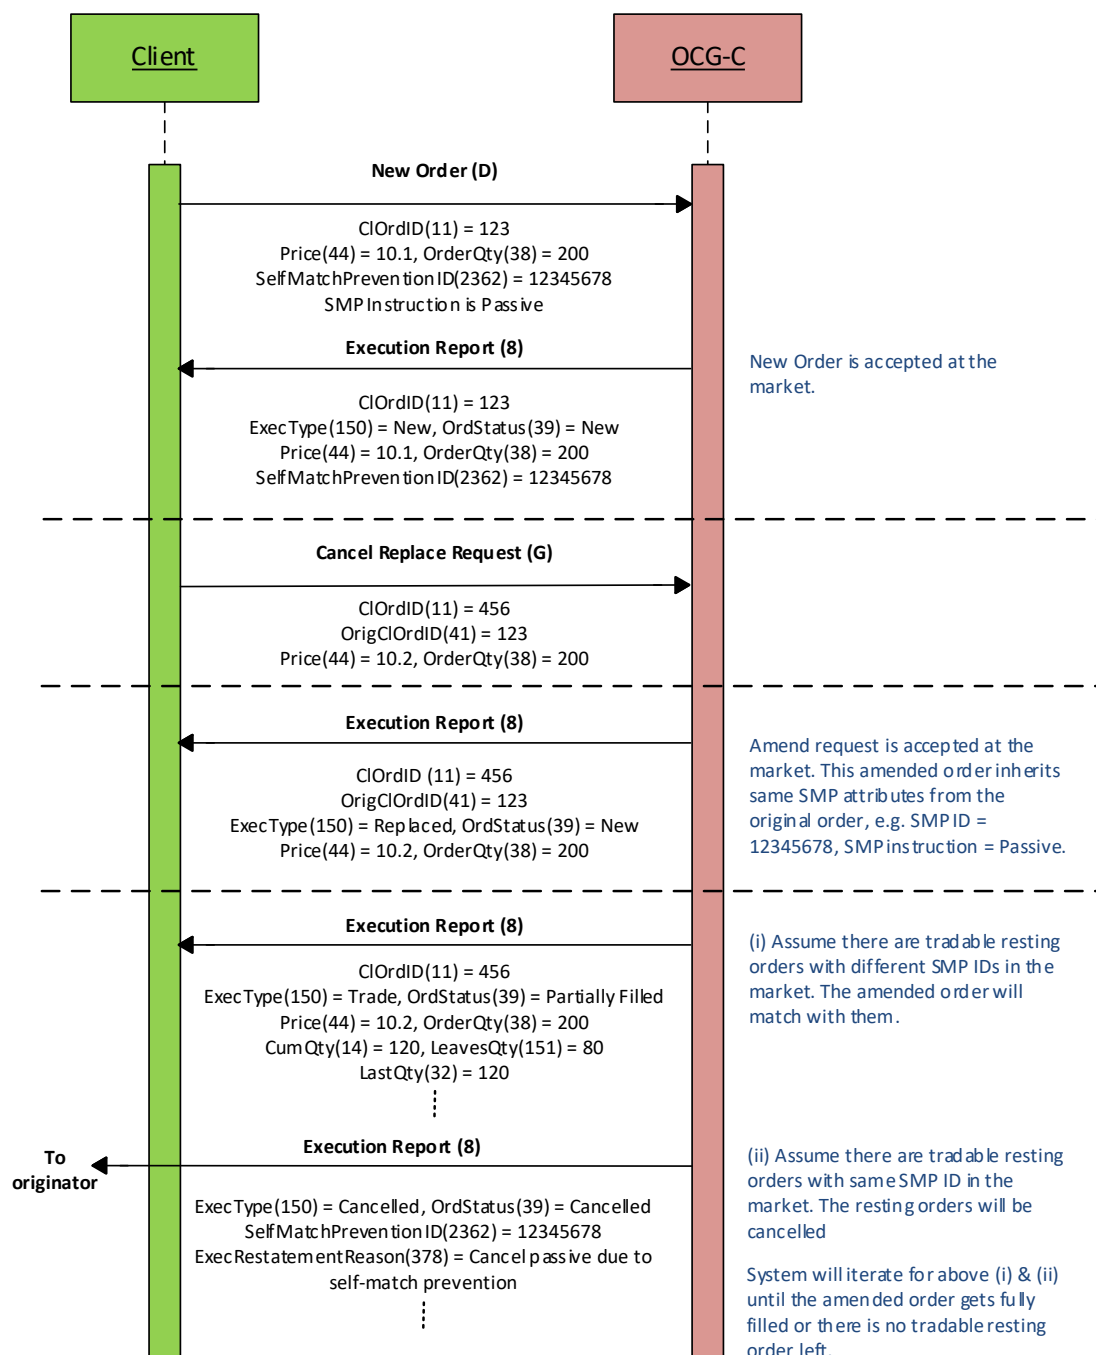 Client
OCG-C
New Order (D)
ClOrdID(11) = 123
Price(44) = 10.1, OrderQty(38) = 200
SelfMatchPreventionID(2362) = 12345678
SMP Instruction is Passive
Execution Report (8)
New Order is accepted at the
market.
ClOrdID(11) = 123
ExecType(150) = New, OrdStatus(39) = New
Price(44) = 10.1, OrderQty(38) = 200
SelfMatchPreventionID(2362) = 12345678
Cancel Replace Request (G)
ClOrdID(11) = 456
OrigClOrdID(41) = 123
Price(44) = 10.2, OrderQty(38) = 200
Execution Report (8)
ClOrdID (11) = 456
OrigClOrdID(41) = 123
ExecType(150) = Replaced, OrdStatus(39) = New
Price(44) = 10.2, OrderQty(38) = 200
Amend request is accepted at the
market. This amended order inherits
same SMP attributes from the
original order, e.g. SMP ID =
12345678, SMP instruction = Passive.
Execution Report (8)
ClOrdID(11) = 456
ExecType(150) = Trade, OrdStatus(39) = Partially Filled
Price(44) = 10.2, OrderQty(38) = 200
CumQty(14) = 120, LeavesQty(151) = 80
LastQty(32) = 120
(i) Assume there are tradable resting
orders with different SMP IDs in the
market. The amended order will
match with them.
Execution Report (8)
To
originator
ExecType(150) = Cancelled, OrdStatus(39) = Cancelled
SelfMatchPreventionID(2362) = 12345678
ExecRestatementReason(378) = Cancel passive due to
self-match prevention
(ii) Assume there are tradable resting
orders with same SMP ID in the
market. The resting orders will be
cancelled
System will iterate for above (i) & (ii)
until the amended order gets fully
filled or there is no tradable resting
order left.